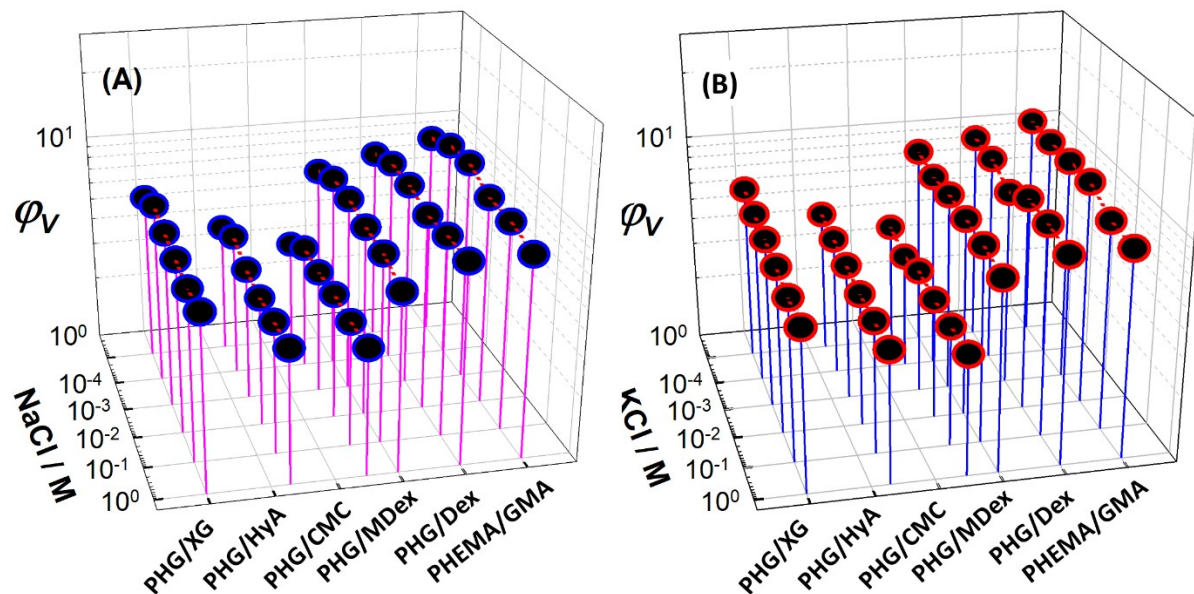 (A)
10¹
φV
10⁰
10⁻⁴
10⁻³
10⁻²
10⁻¹
10⁰
NaCl / M
PHG/XG
PHG/HyA
PHG/CMC
PHG/MDex
PHG/Dex
PHEMA/GMA
(B)
10¹
φV
10⁰
10⁻⁴
10⁻³
10⁻²
10⁻¹
10⁰
KCl / M
PHG/XG
PHG/HyA
PHG/CMC
PHG/MDex
PHG/Dex
PHEMA/GMA